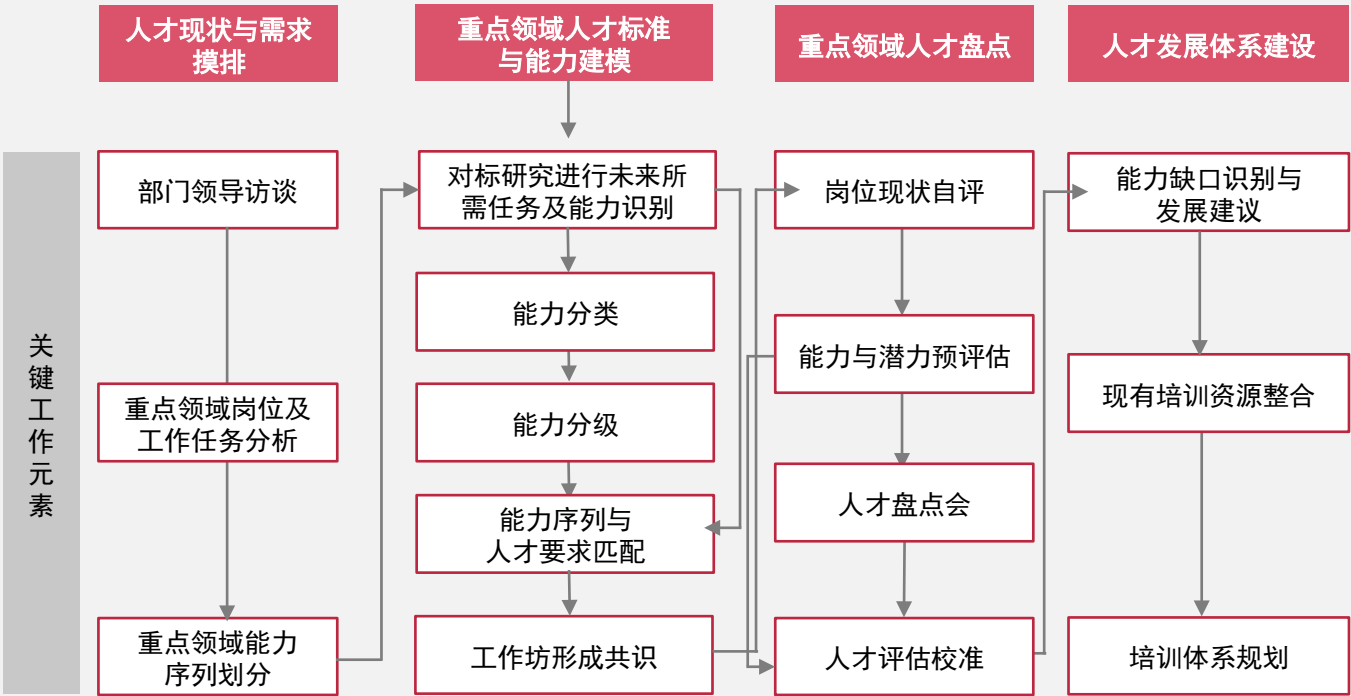 人才现状与需求
摸排
重点领域人才标准
与能力建模
重点领域人才盘点
人才发展体系建设
关
键
工
作
元
素
部门领导访谈
重点领域岗位及
工作任务分析
重点领域能力
序列划分
对标研究进行未来所
需任务及能力识别
能力分类
能力分级
能力序列与
人才要求匹配
工作坊形成共识
岗位现状自评
能力与潜力预评估
人才盘点会
人才评估校准
能力缺口识别与
发展建议
现有培训资源整合
培训体系规划